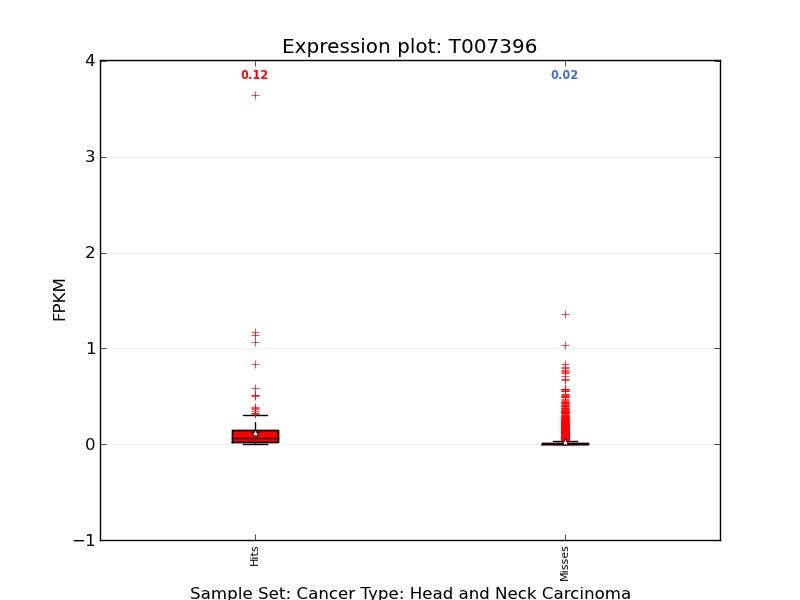 Expression plot: T007396
4
0.12
0.02
3
2
FPKM
1
0
−1
Hits
Misses
Sample Set: Cancer Type: Head and Neck Carcinoma